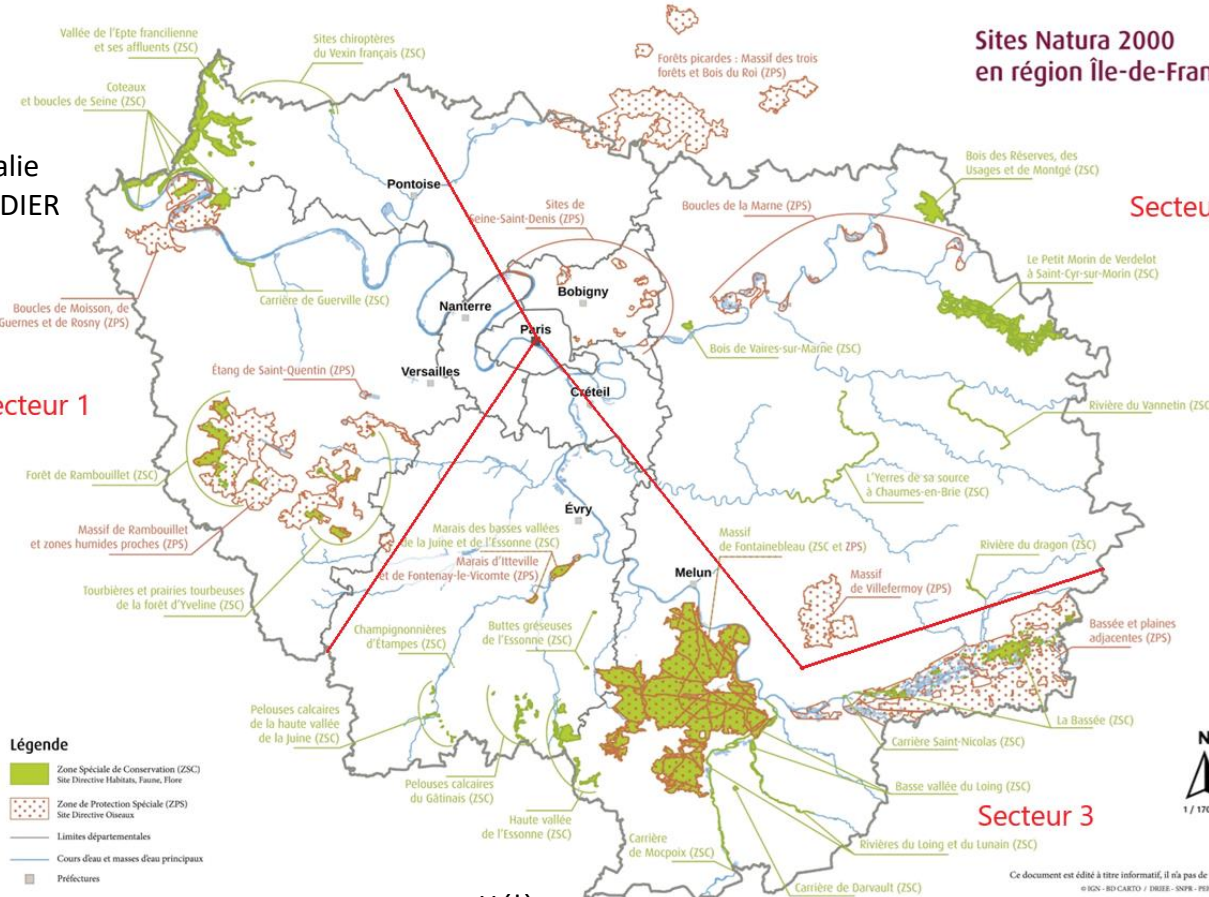 Sites Natura 2000
en région Île-de-Fran
Vallée de l'Epte francilienne
et ses affluents (ZSC)
Sites chiroptères
du Vexin français (ZSC)
Forêts picardes : Massif des trois
forêts et Bois du Roi (ZPS)
Coteaux
et boucles de Seine (ZSC)
alie
DIER
Bois des Réserves, des
Usages et de Montgé (ZSC)
Pontoise
Sites de
Seine-Saint-Denis (ZPS)
Boucles de la Marne (ZPS)
Secteu
Le Petit Morin de Verdelot
à Saint-Cyr-sur-Morin (ZSC)
Boucles de Moisson, de
Guernes et de Rosny (ZPS)
Carrière de Guerville (ZSC)
Nanterre
Bobigny
Paris
Bois de Vaires-sur-Marne (ZSC)
Étang de Saint-Quentin (ZPS)
Versailles
Créteil
ecteur 1
Rivière du Vannetin (ZSC
Forêt de Rambouillet (ZSC)
L'Yerres de sa source
à Chaumes-en-Brie (ZSC)
Massif de Rambouillet
et zones humides proches (ZPS)
Évry
Marais des basses vallées
de la Juine et de l'Essonne (ZSC)
Marais d'Itteville
et de Fontenay-le-Vicomte (ZPS)
Massif
de Fontainebleau (ZSC et ZPS)
Rivière du dragon (ZSC)
Melun
Massif
de Villefermoy (ZPS)
Tourbières et prairies tourbeuses
de la forêt d'Yveline (ZSC)
Champignonnières
d'Étampes (ZSC)
Buttes gréseuses
de l'Essonne (ZSC)
Bassée et plaines
adjacentes (ZPS)
Pelouses calcaires
de la haute vallée
de la Juine (ZSC)
La Bassée (ZSC)
Carrière Saint-Nicolas (ZSC)
Pelouses calcaires
du Gâtinais (ZSC)
Basse vallée du Loing (ZSC)
Haute vallée
de l'Essonne (ZSC)
Secteur 3
Carrière
de Mocpoix (ZSC)
Rivières du Loing et du Lunain (ZSC)
Carrière de Darvault (ZSC)
Légende
Zone Spéciale de Conservation (ZSC)
Site Directive Habitats, Faune, Flore
Zone de Protection Spéciale (ZPS)
Site Directive Oiseaux
Limites départementales
Cours d'eau et masses d'eau principaux
Préfectures
N
1 / 170
Ce document est édité à titre informatif, il n'a pas de
© IGN - BD CARTO / DRIEE - SNPR - PE